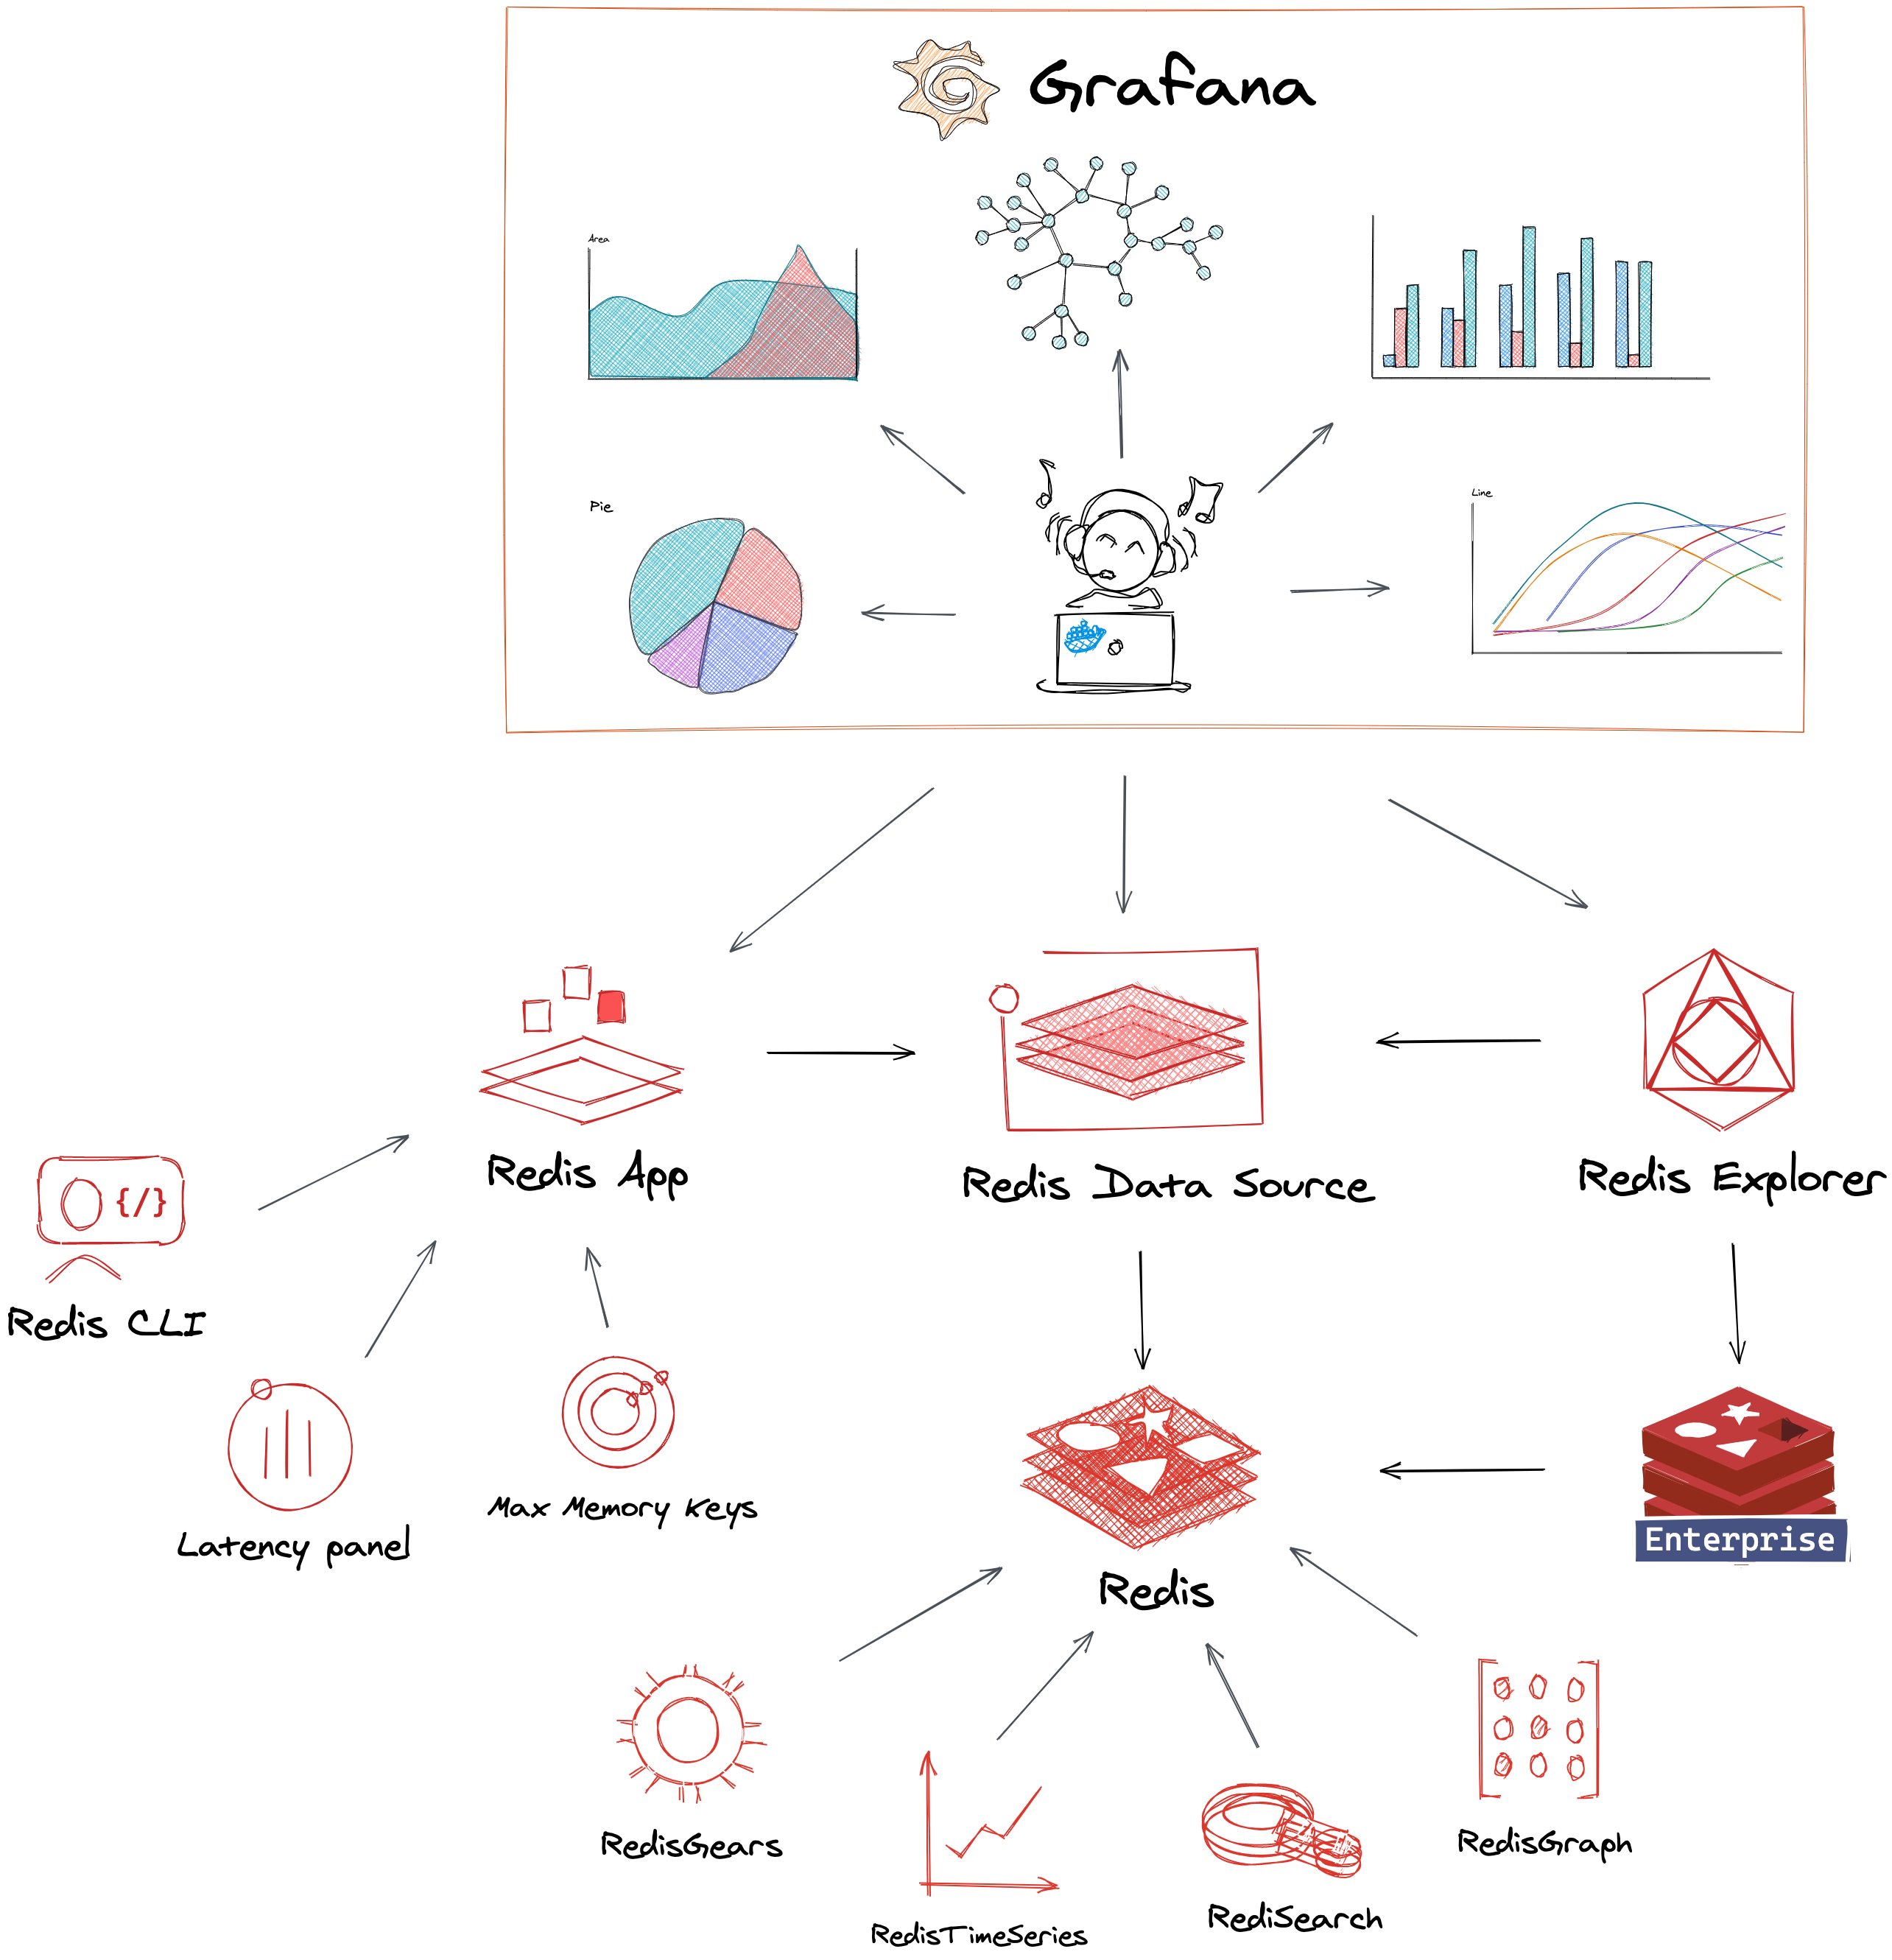 Grafana
Area
Pie
Line
Redis App
Redis Data Source
Redis Explorer
{/}
Redis CLI
Latency panel
Max Memory Keys
Redis
Enterprise
RedisGears
RedisTimeSeries
RediSearch
RedisGraph